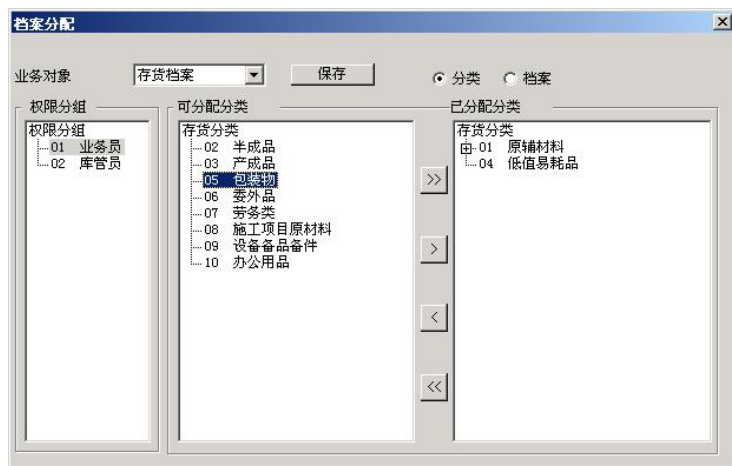 档案分配
业务对象 存货档案 保存 分类 档案
权限分组
权限分组
01 业务员
02 库管员
可分配分类
存货分类
02 半成品
03 产成品
05 包装物
06 委外品
07 劳务类
08 施工项目原材料
09 设备备品备件
10 办公用品
>>
>
<
<<
已分配分类
存货分类
01 原辅材料
04 低值易耗品